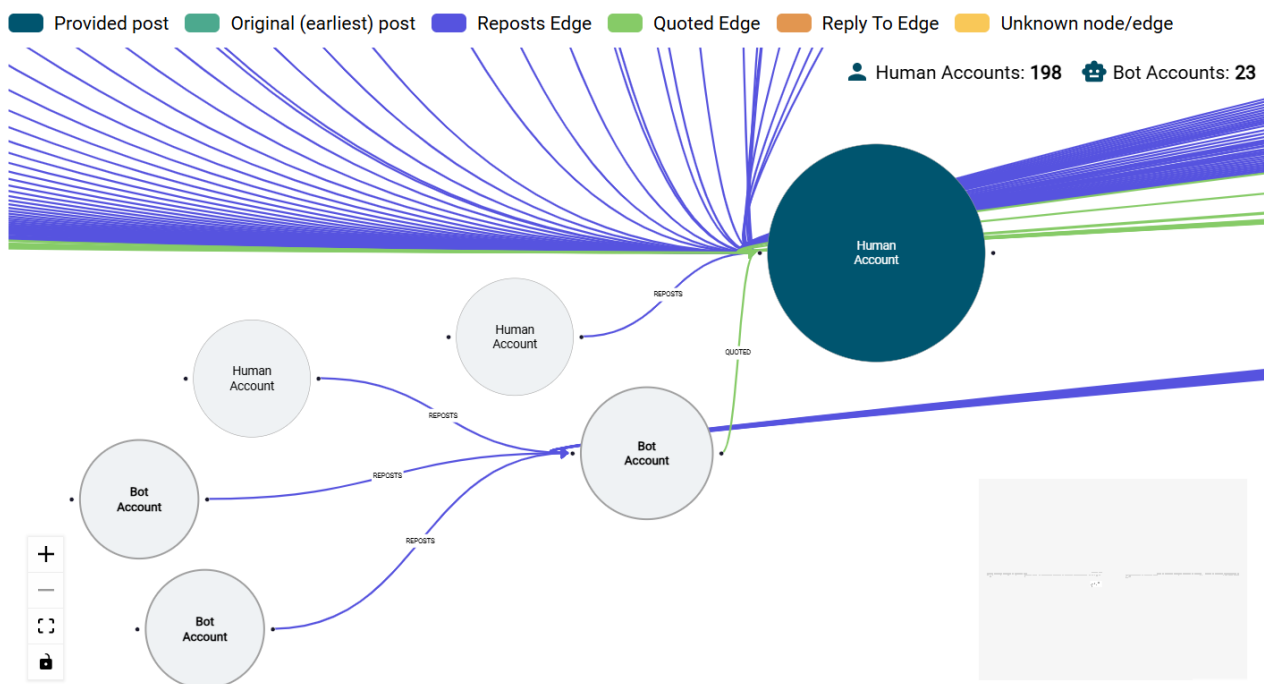 Provided post Original (earliest) post Reposts Edge Quoted Edge Reply To Edge Unknown node/edge
Human Accounts: 198 Bot Accounts: 23
Human
Account
REPOSTS
Human
Account
QUOTED
Human
Account
REPOSTS
Bot
Account
REPOSTS
Bot
Account
REPOSTS
Bot
Account